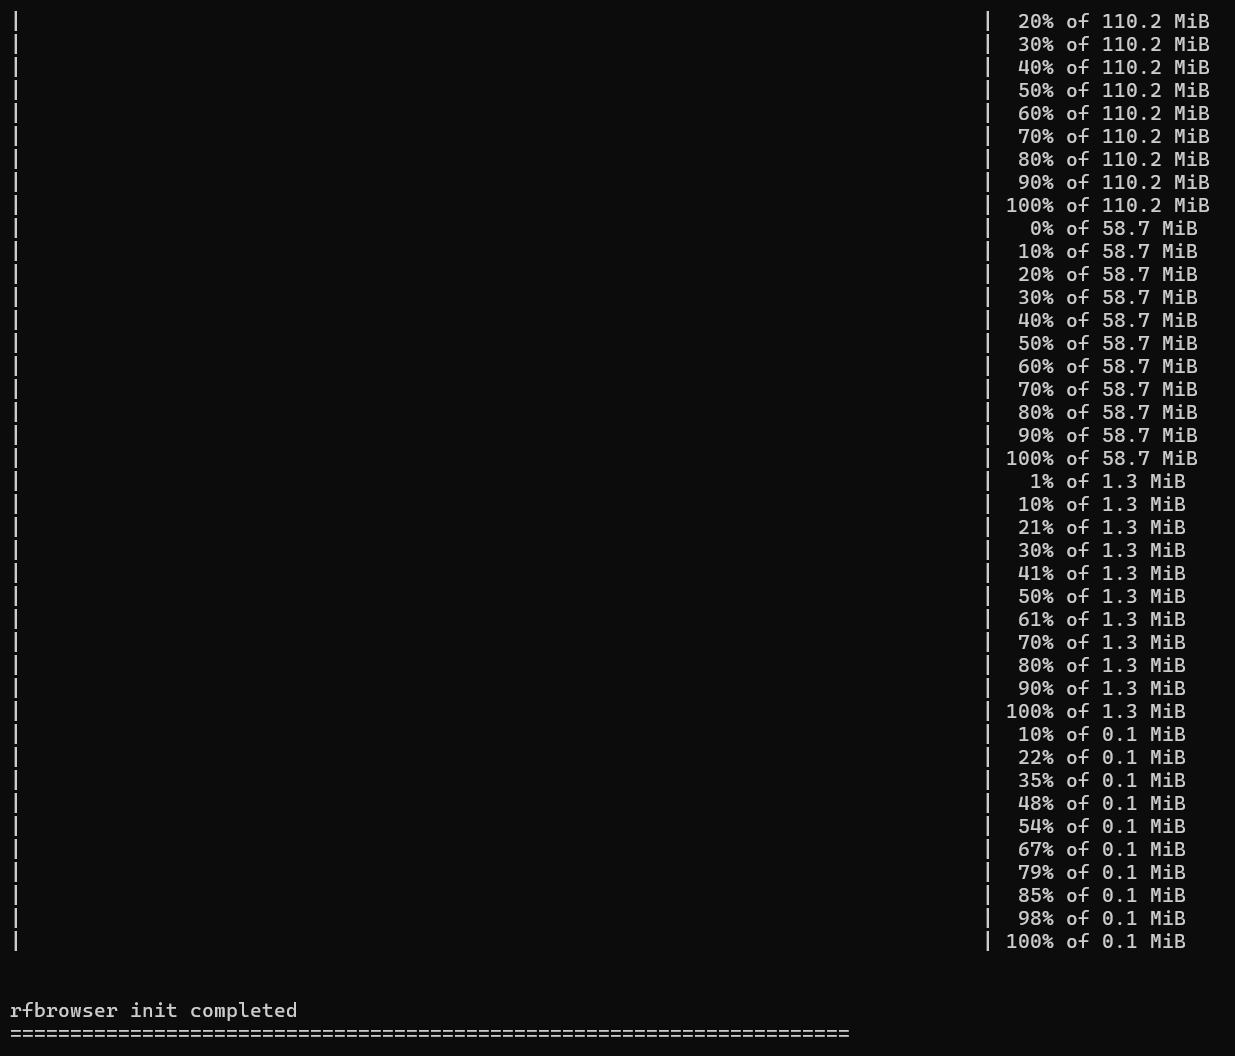 |                                                                                |  20% of 110.2 MiB
|                                                                                |  30% of 110.2 MiB
|                                                                                |  40% of 110.2 MiB
|                                                                                |  50% of 110.2 MiB
|                                                                                |  60% of 110.2 MiB
|                                                                                |  70% of 110.2 MiB
|                                                                                |  80% of 110.2 MiB
|                                                                                |  90% of 110.2 MiB
|                                                                                | 100% of 110.2 MiB
|                                                                                |   0% of 58.7 MiB
|                                                                                |  10% of 58.7 MiB
|                                                                                |  20% of 58.7 MiB
|                                                                                |  30% of 58.7 MiB
|                                                                                |  40% of 58.7 MiB
|                                                                                |  50% of 58.7 MiB
|                                                                                |  60% of 58.7 MiB
|                                                                                |  70% of 58.7 MiB
|                                                                                |  80% of 58.7 MiB
|                                                                                |  90% of 58.7 MiB
|                                                                                | 100% of 58.7 MiB
|                                                                                |   1% of 1.3 MiB
|                                                                                |  10% of 1.3 MiB
|                                                                                |  21% of 1.3 MiB
|                                                                                |  30% of 1.3 MiB
|                                                                                |  41% of 1.3 MiB
|                                                                                |  50% of 1.3 MiB
|                                                                                |  61% of 1.3 MiB
|                                                                                |  70% of 1.3 MiB
|                                                                                |  80% of 1.3 MiB
|                                                                                |  90% of 1.3 MiB
|                                                                                | 100% of 1.3 MiB
|                                                                                |  10% of 0.1 MiB
|                                                                                |  22% of 0.1 MiB
|                                                                                |  35% of 0.1 MiB
|                                                                                |  48% of 0.1 MiB
|                                                                                |  54% of 0.1 MiB
|                                                                                |  67% of 0.1 MiB
|                                                                                |  79% of 0.1 MiB
|                                                                                |  85% of 0.1 MiB
|                                                                                |  98% of 0.1 MiB
|                                                                                | 100% of 0.1 MiB
rfbrowser init completed
======================================================================